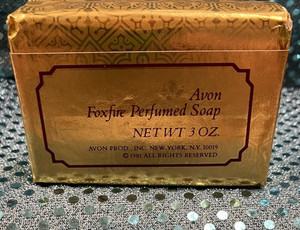 Avon
Foxfire Perfumed Soap
NET WT 3 OZ.
AVON PROD., INC. NEW YORK, N.Y. 10019
© 1981 ALL RIGHTS RESERVED